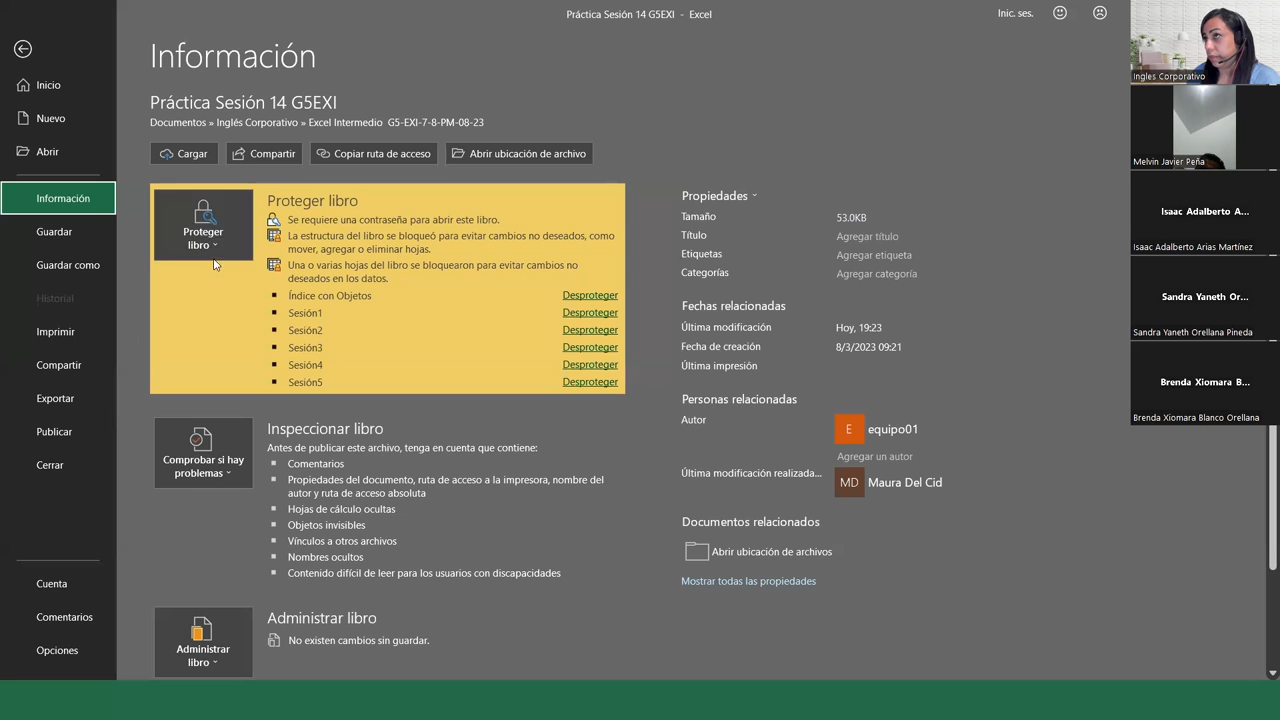 Práctica Sesión 14 G5EXI - Excel
Inic. ses.
Información
Inicio
Nuevo
Abrir
Información
Guardar
Guardar como
Historial
Imprimir
Compartir
Exportar
Publicar
Cerrar
Cuenta
Comentarios
Opciones
Práctica Sesión 14 G5EXI
Documentos » Inglés Corporativo » Excel Intermedio G5-EXI-7-8-PM-08-23
Cargar
Compartir
Copiar ruta de acceso
Abrir ubicación de archivo
Proteger
libro
Proteger libro
Se requiere una contraseña para abrir este libro.
La estructura del libro se bloqueó para evitar cambios no deseados, como
mover, agregar o eliminar hojas.
Una o varias hojas del libro se bloquearon para evitar cambios no
deseados en los datos.
Índice con Objetos Desproteger
Sesión1 Desproteger
Sesión2 Desproteger
Sesión3 Desproteger
Sesión4 Desproteger
Sesión5 Desproteger
Comprobar si hay
problemas
Inspeccionar libro
Antes de publicar este archivo, tenga en cuenta que contiene:
Comentarios
Propiedades del documento, ruta de acceso a la impresora, nombre del
autor y ruta de acceso absoluta
Hojas de cálculo ocultas
Objetos invisibles
Vínculos a otros archivos
Nombres ocultos
Contenido difícil de leer para los usuarios con discapacidades
Administrar
libro
Administrar libro
No existen cambios sin guardar.
Propiedades
Tamaño 53.0KB
Título Agregar título
Etiquetas Agregar etiqueta
Categorías Agregar categoría
Fechas relacionadas
Última modificación Hoy, 19:23
Fecha de creación 8/3/2023 09:21
Última impresión
Personas relacionadas
Autor
E equipo01
Agregar un autor
Última modificación realizada...
MD Maura Del Cid
Documentos relacionados
Abrir ubicación de archivos
Mostrar todas las propiedades
Ingles Corporativo
Melvin Javier Peña
Isaac Adalberto A...
Isaac Adalberto Arias Martínez
Sandra Yaneth Or...
Sandra Yaneth Orellana Pineda
Brenda Xiomara B...
Brenda Xiomara Blanco Orellana